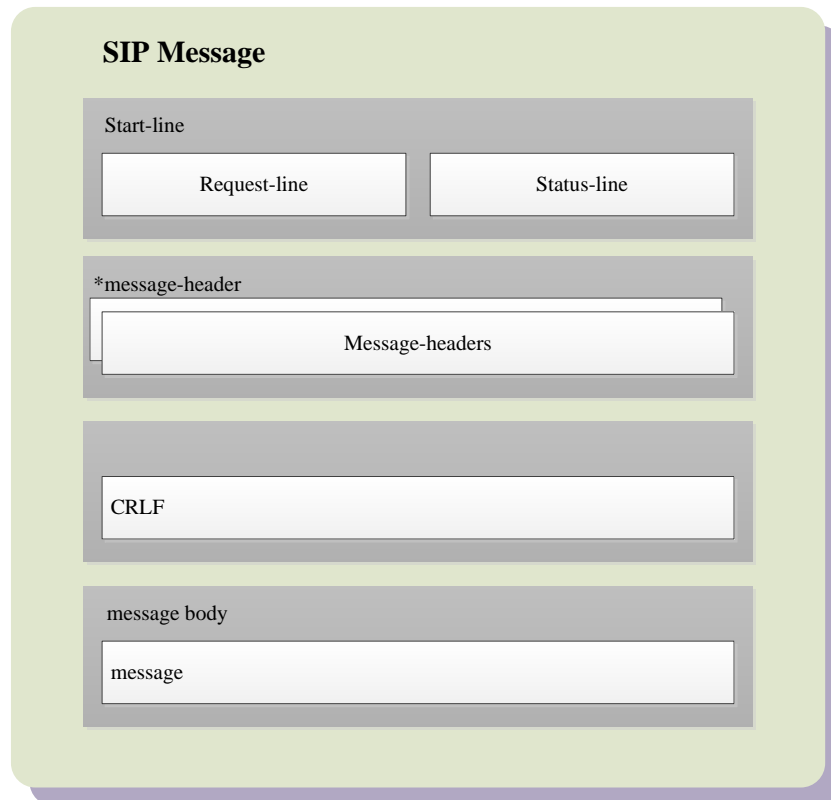 SIP Message
Start-line
Request-line
Status-line
*message-header
Message-headers
CRLF
message body
message